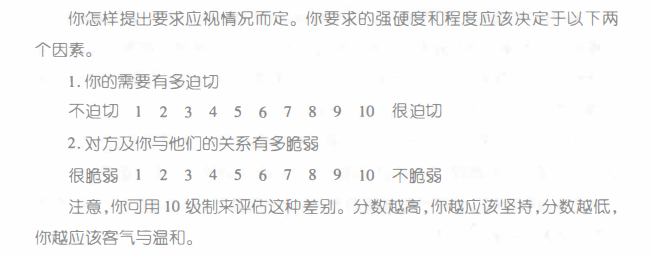 你怎样提出要求应视情况而定。你要求的强硬度和程度应该决定于以下两
个因素。
1.你的需要有多迫切
不迫切 1 2 3 4 5 6 7 8 9 10 很迫切
2.对方及你与他们的关系有多脆弱
很脆弱 1 2 3 4 5 6 7 8 9 10 不脆弱
注意,你可用 10 级制来评估这种差别。分数越高,你越应该坚持,分数越低,
你越应该客气与温和。